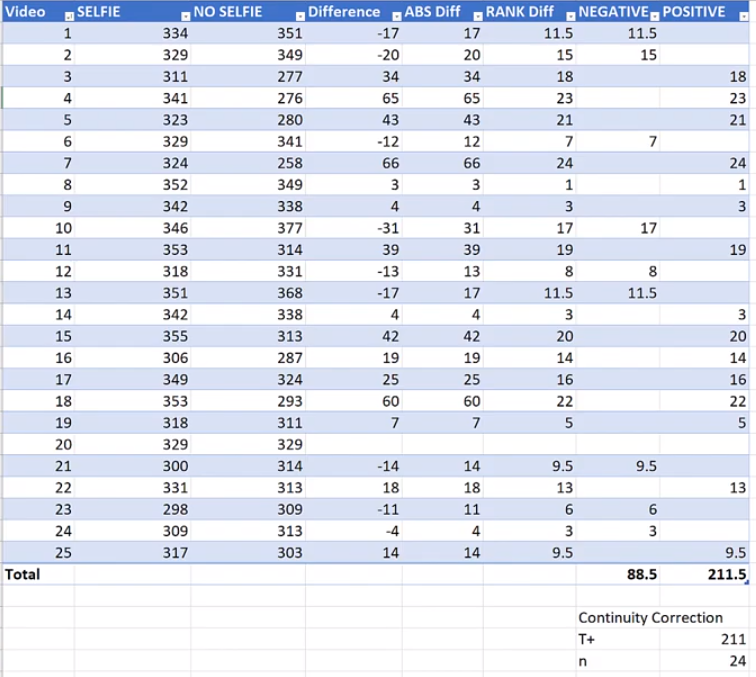 Video SELFIE NO SELFIE Difference ABS Diff RANK Diff NEGATIVE POSITIVE
1 334 351 -17 17 11.5 11.5
2 329 349 -20 20 15 15
3 311 277 34 34 18 18
4 341 276 65 65 23 23
5 323 280 43 43 21 21
6 329 341 -12 12 7 7
7 324 258 66 66 24 24
8 352 349 3 3 1 1
9 342 338 4 4 3 3
10 346 377 -31 31 17 17
11 353 314 39 39 19 19
12 318 331 -13 13 8 8
13 351 368 -17 17 11.5 11.5
14 342 338 4 4 3 3
15 355 313 42 42 20 20
16 306 287 19 19 14 14
17 349 324 25 25 16 16
18 353 293 60 60 22 22
19 318 311 7 7 5 5
20 329 329
21 300 314 -14 14 9.5 9.5
22 331 313 18 18 13 13
23 298 309 -11 11 6 6
24 309 313 -4 4 3 3
25 317 303 14 14 9.5 9.5
Total 88.5 211.5
Continuity Correction
T+ 211
n 24